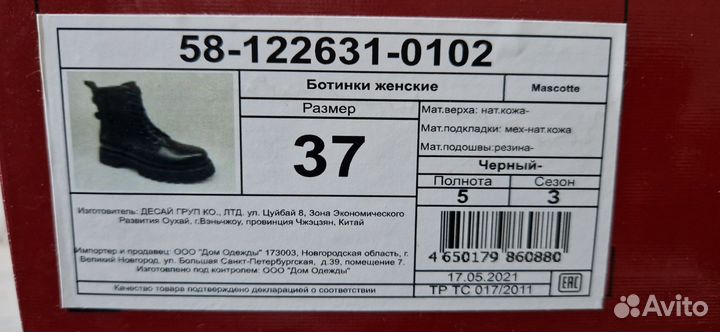 58-122631-0102
Ботинки женские
Mascotte
Размер
37
Мат.верха: нат.кожа-
Мат.подкладки: мех-нат.кожа
Мат.подошвы:резина-
Черный-
Полнота Сезон
5 3
Изготовитель: ДЕСАЙ ГРУП КО., ЛТД. ул. Цуйбай 8, Зона Экономического
Развития Оухай, г.Вэньчжоу, провинция Чжэцзян, Китай
Импортер и продавец: ООО "Дом Одежды" 173003, Новгородская область, г.
Великий Новгород, ул. Большая Санкт-Петербургская, д.39, помещение 7.
Изготовлено под контролем: ООО "Дом Одежды"
Качество товара подтверждено декларацией о соответствии
4 650179 860880
17.05.2021
ТР ТС 017/2011
EAC
Avito